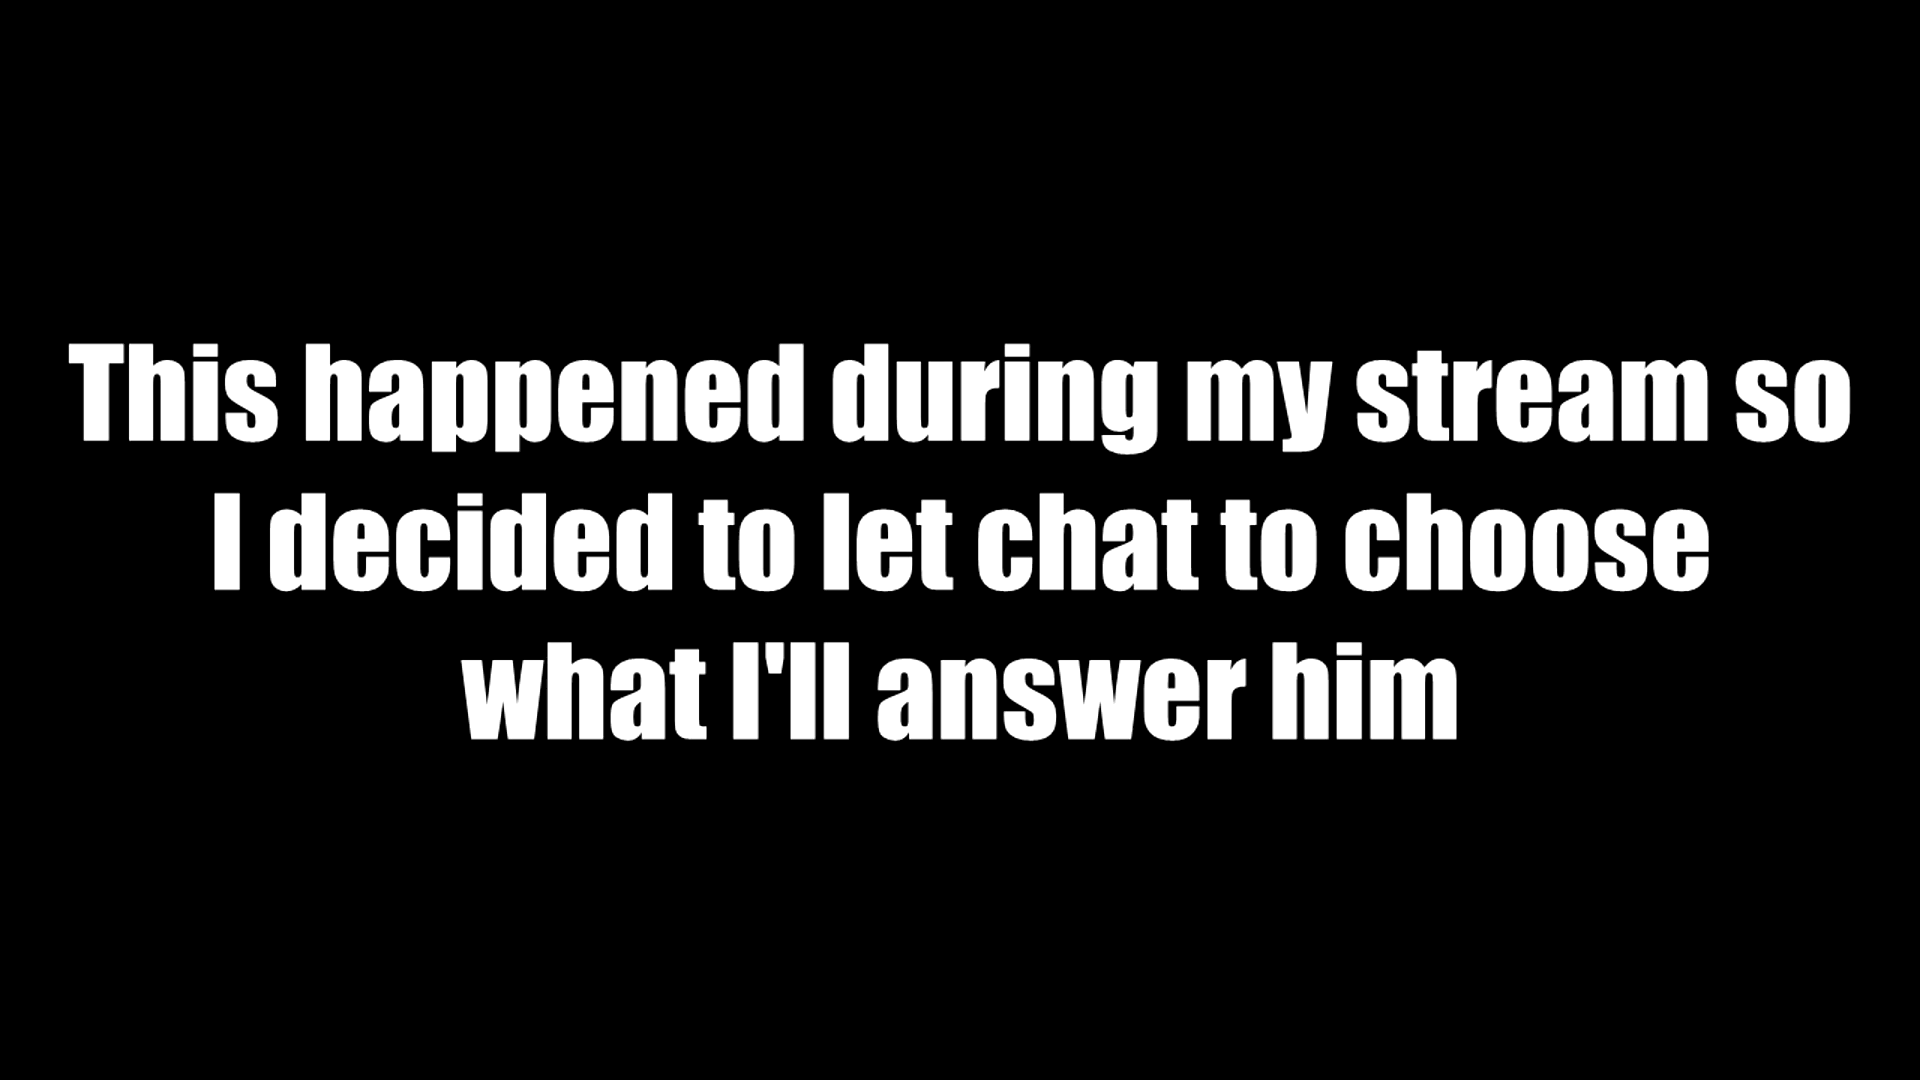 This happened during my stream so
I decided to let chat to choose
what I'll answer him